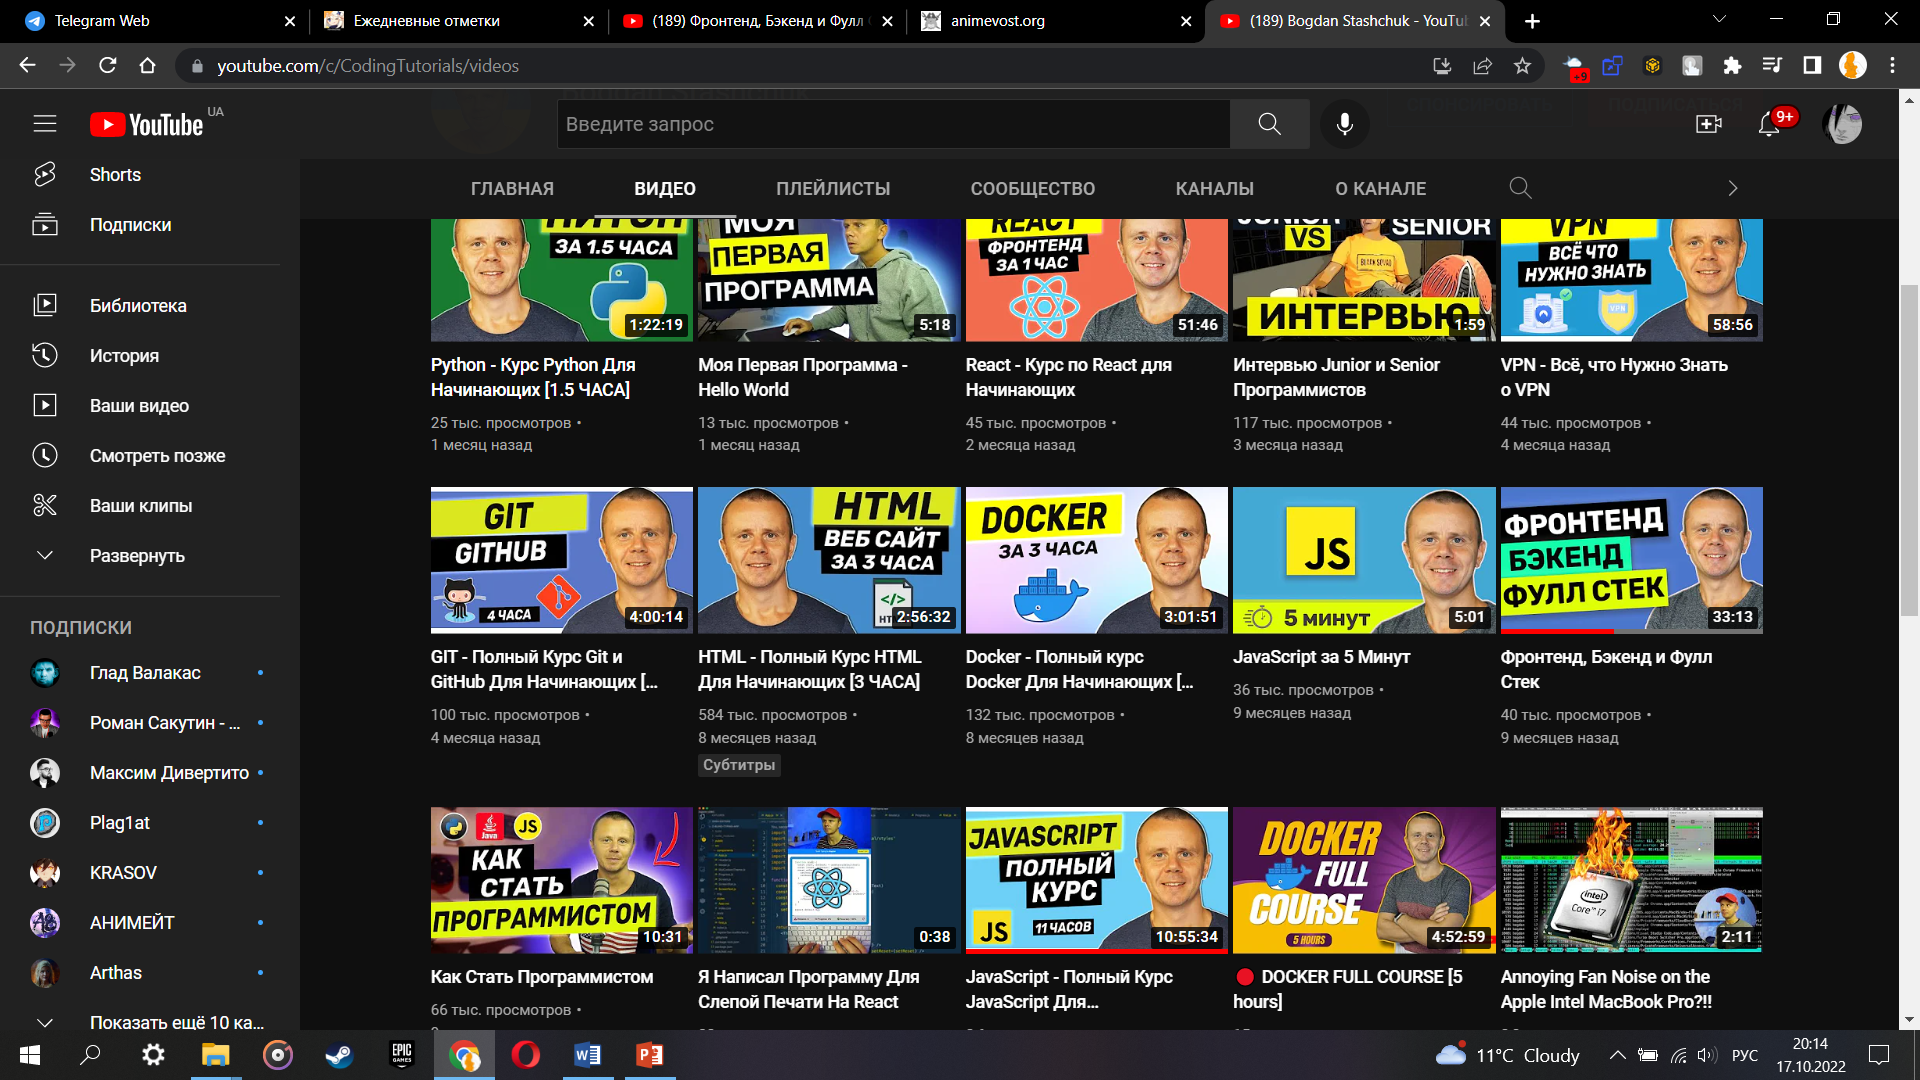 Telegram Web
Ежедневные отметки
(189) Фронтенд, Бэкенд и Фулл
animevost.org
(189) Bogdan Stashchuk - YouTu
youtube.com/c/CodingTutorials/videos
+9
YouTube UA
Введите запрос
9+
Shorts
Подписки
Библиотека
История
Ваши видео
Смотреть позже
Ваши клипы
Развернуть
ПОДПИСКИ
Глад Валакас
Роман Сакутин - ...
Максим Дивертито
Plag1at
KRASOV
АНИМЕЙТ
Arthas
Показать ещё 10 ка...
ГЛАВНАЯ
ВИДЕО
ПЛЕЙЛИСТЫ
СООБЩЕСТВО
КАНАЛЫ
О КАНАЛЕ
ЗА 1.5 ЧАСА
1:22:19
Python - Курс Python Для
Начинающих [1.5 ЧАСА]
25 тыс. просмотров •
1 месяц назад
МОЯ
ПЕРВАЯ
ПРОГРАММА
5:18
Моя Первая Программа -
Hello World
13 тыс. просмотров •
1 месяц назад
REACT
ФРОНТЕНД
ЗА 1 ЧАС
51:46
React - Курс по React для
Начинающих
45 тыс. просмотров •
2 месяца назад
JUNIOR
VS
SENIOR
ИНТЕРВЬЮ
1:59
Интервью Junior и Senior
Программистов
117 тыс. просмотров •
3 месяца назад
VPN
ВСЁ ЧТО
НУЖНО ЗНАТЬ
VPN
58:56
VPN - Всё, что Нужно Знать
о VPN
44 тыс. просмотров •
4 месяца назад
GIT
GITHUB
4 ЧАСА
4:00:14
GIT - Полный Курс Git и
GitHub Для Начинающих [...
100 тыс. просмотров •
4 месяца назад
HTML
ВЕБ САЙТ
ЗА 3 ЧАСА
</>
2:56:32
HTML - Полный Курс HTML
Для Начинающих [3 ЧАСА]
584 тыс. просмотров •
8 месяцев назад
Субтитры
DOCKER
ЗА 3 ЧАСА
3:01:51
Docker - Полный курс
Docker Для Начинающих [...
132 тыс. просмотров •
8 месяцев назад
JS
5 минут
5:01
JavaScript за 5 Минут
36 тыс. просмотров •
9 месяцев назад
ФРОНТЕНД
БЭКЕНД
ФУЛЛ СТЕК
33:13
Фронтенд, Бэкенд и Фулл
Стек
40 тыс. просмотров •
9 месяцев назад
Java
JS
КАК
СТАТЬ
ПРОГРАММИСТОМ
10:31
Как Стать Программистом
66 тыс. просмотров •
0:38
Я Написал Программу Для
Слепой Печати На React
JAVASCRIPT
ПОЛНЫЙ
КУРС
JS
11 ЧАСОВ
10:55:34
JavaScript - Полный Курс
JavaScript Для...
DOCKER
FULL
COURSE
5 HOURS
4:52:59
DOCKER FULL COURSE [5
hours]
intel
Core i7
2:11
Annoying Fan Noise on the
Apple Intel MacBook Pro?!!
EPIC
GAMES
11°C Cloudy
РУС
20:14
17.10.2022